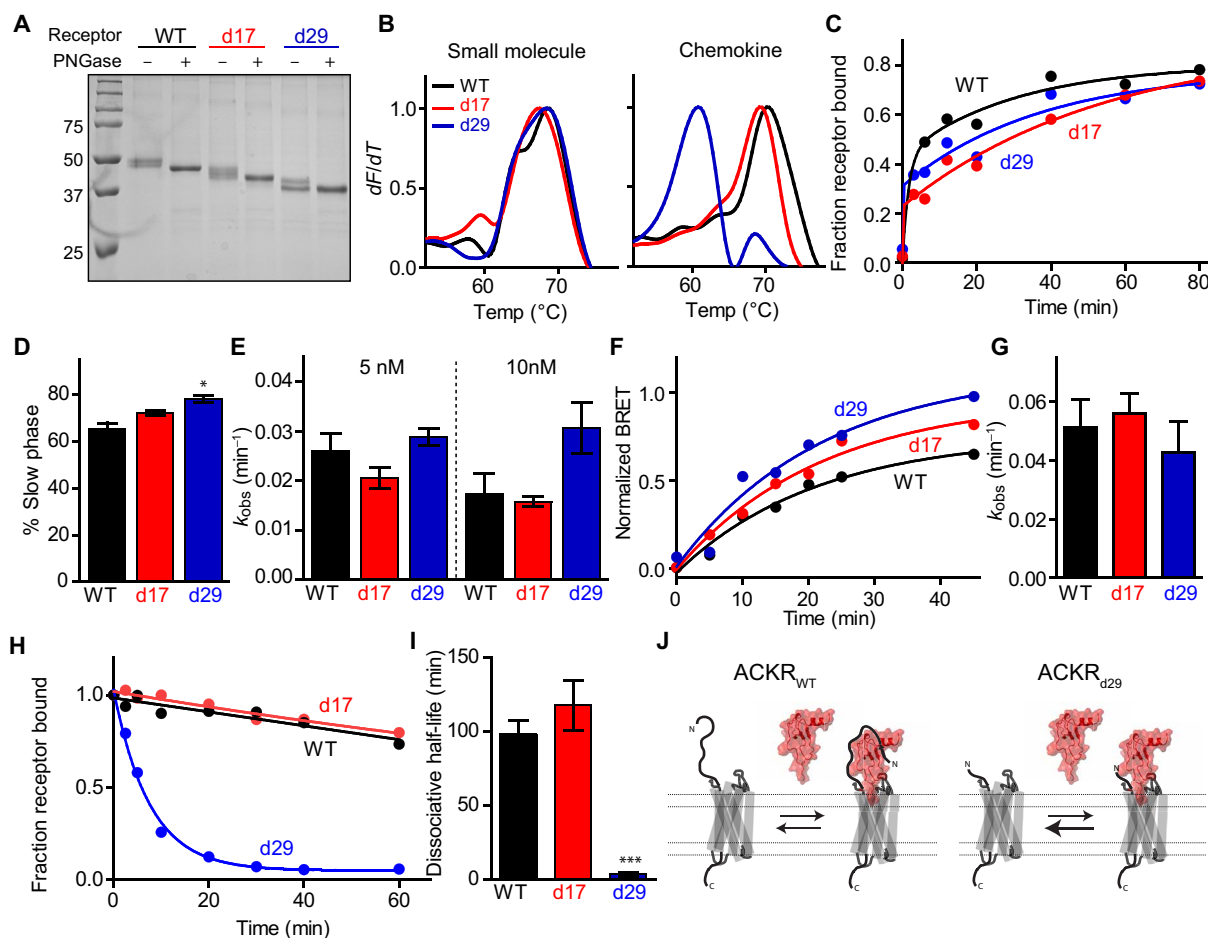 A
Receptor WT d17 d29
PNGase – + – + – +
75
50
37
25
B
Small molecule Chemokine
WT
d17
d29
dF/dT
1.0
0.5
0.0
60 70 60 70
Temp (°C) Temp (°C)
C
Fraction receptor bound
0.8
0.6
0.4
0.2
0.0
WT
d17
d29
0 20 40 60 80
Time (min)
D
% Slow phase
80
60
40
20
0
*
WT d17 d29
E
kobs (min−1)
0.04
0.03
0.02
0.01
0.00
5 nM 10nM
WT d17 d29 WT d17 d29
F
Normalized BRET
1.0
0.5
0.0
d29
d17
WT
0 10 20 30 40
Time (min)
G
kobs (min−1)
0.06
0.04
0.02
0.00
WT d17 d29
H
Fraction receptor bound
1.0
0.5
0.0
d17
WT
d29
0 20 40 60
Time (min)
I
Dissociative half-life (min)
150
100
50
0
***
WT d17 d29
J
ACKRWT ACKRd29
N N N N
C C C C